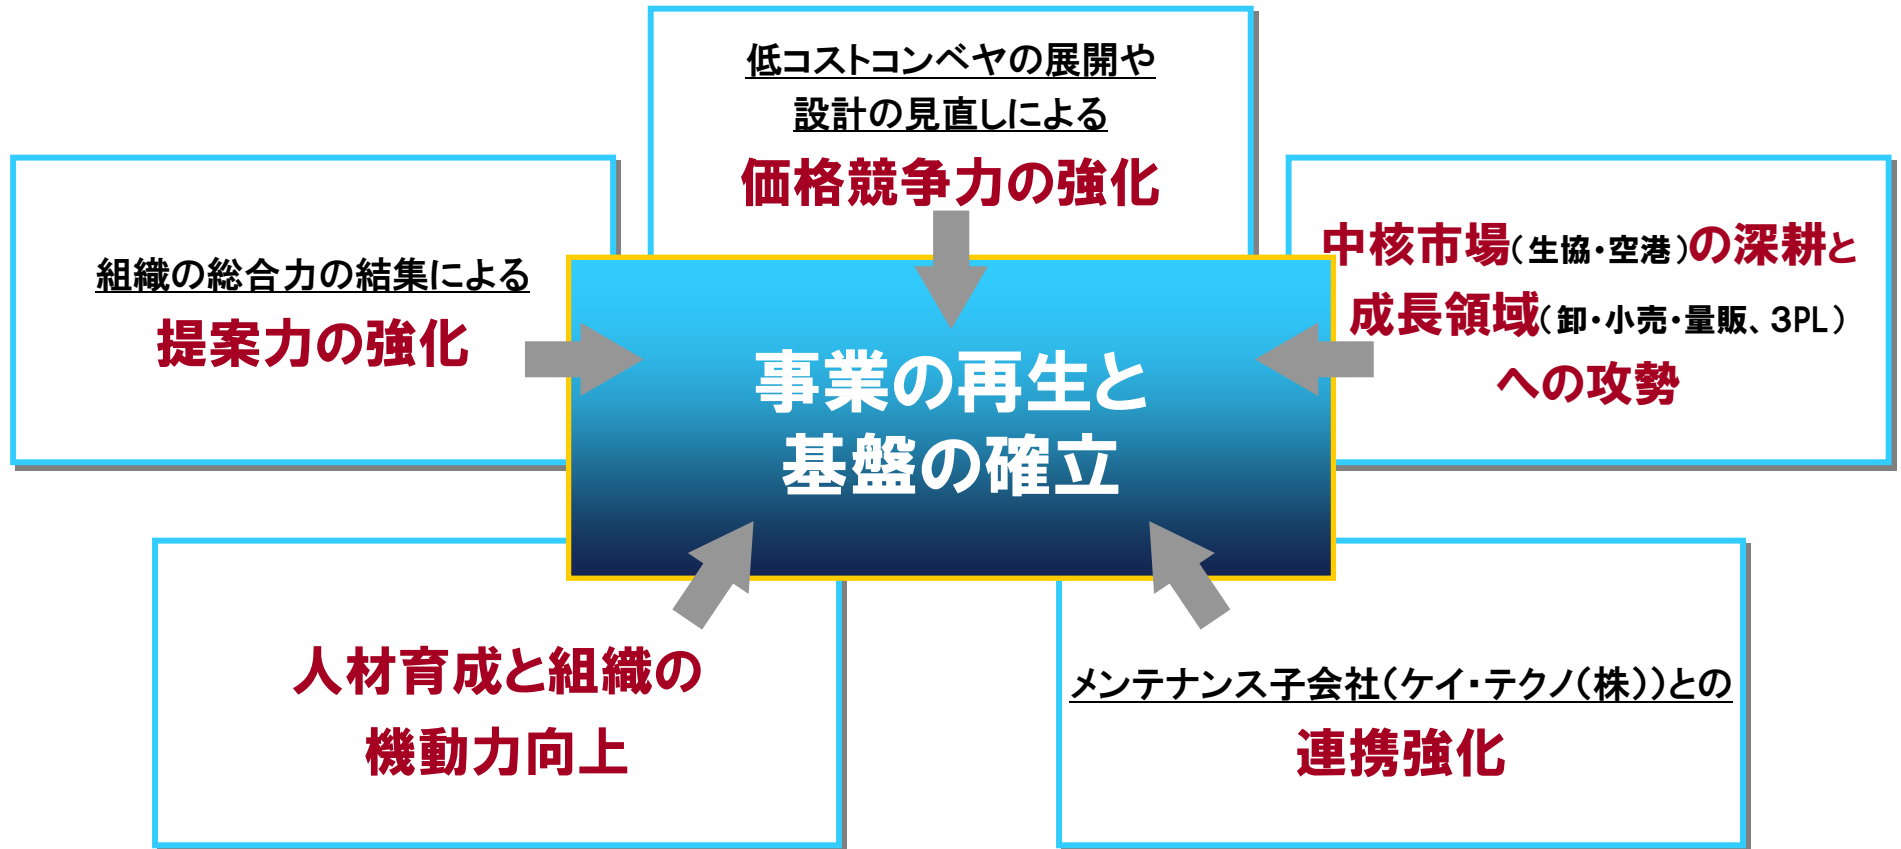 低コストコンベヤの展開や
設計の見直しによる
価格競争力の強化
組織の総合力の結集による
提案力の強化
中核市場(生協・空港)の深耕と
成長領域(卸・小売・量販、3PL)
への攻勢
事業の再生と
基盤の確立
人材育成と組織の
機動力向上
メンテナンス子会社(ケイ・テクノ(株))との
連携強化